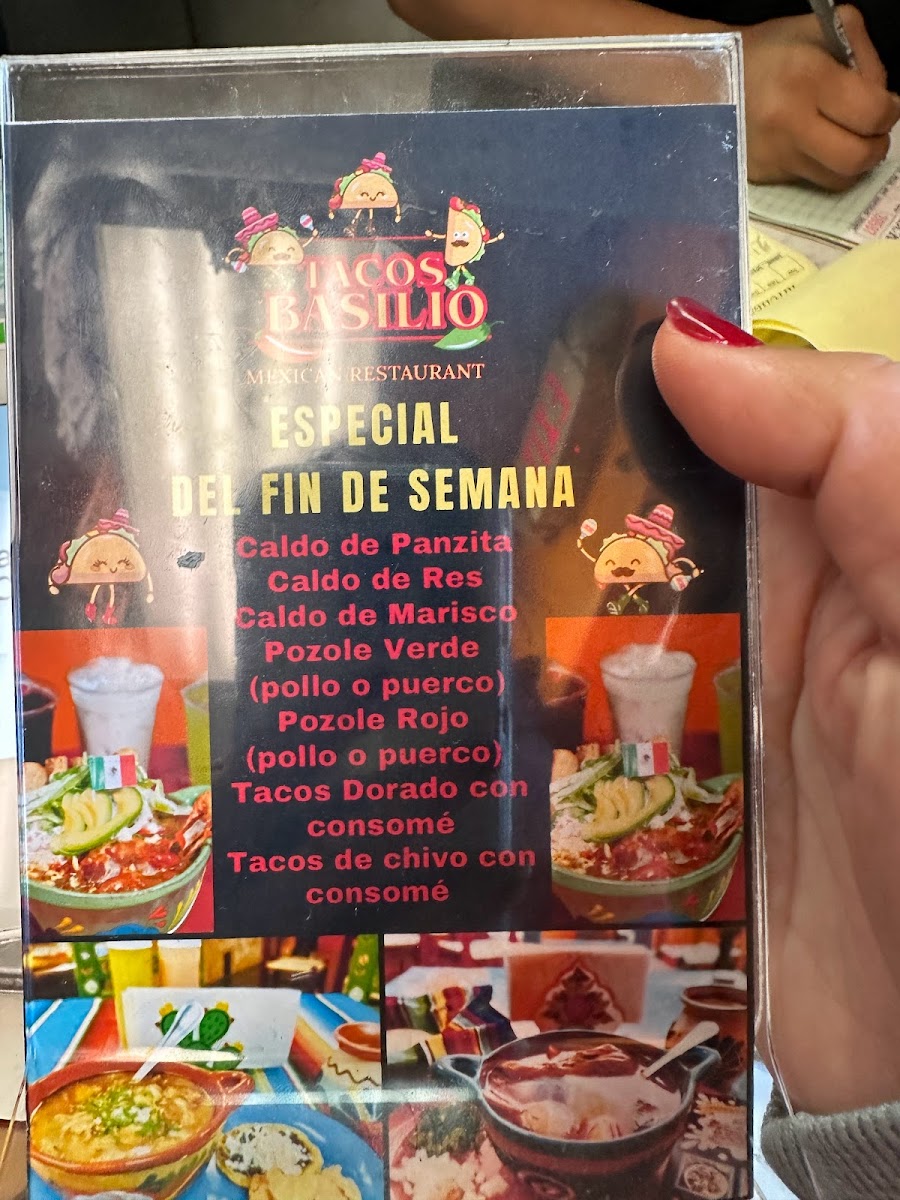 TACOS
BASILIO
MEXICAN RESTAURANT
ESPECIAL
DEL FIN DE SEMANA
Caldo de Panzita
Caldo de Res
Caldo de Marisco
Pozole Verde
(pollo o puerco)
Pozole Rojo
(pollo o puerco)
Tacos Dorado con
consomé
Tacos de chivo con
consomé